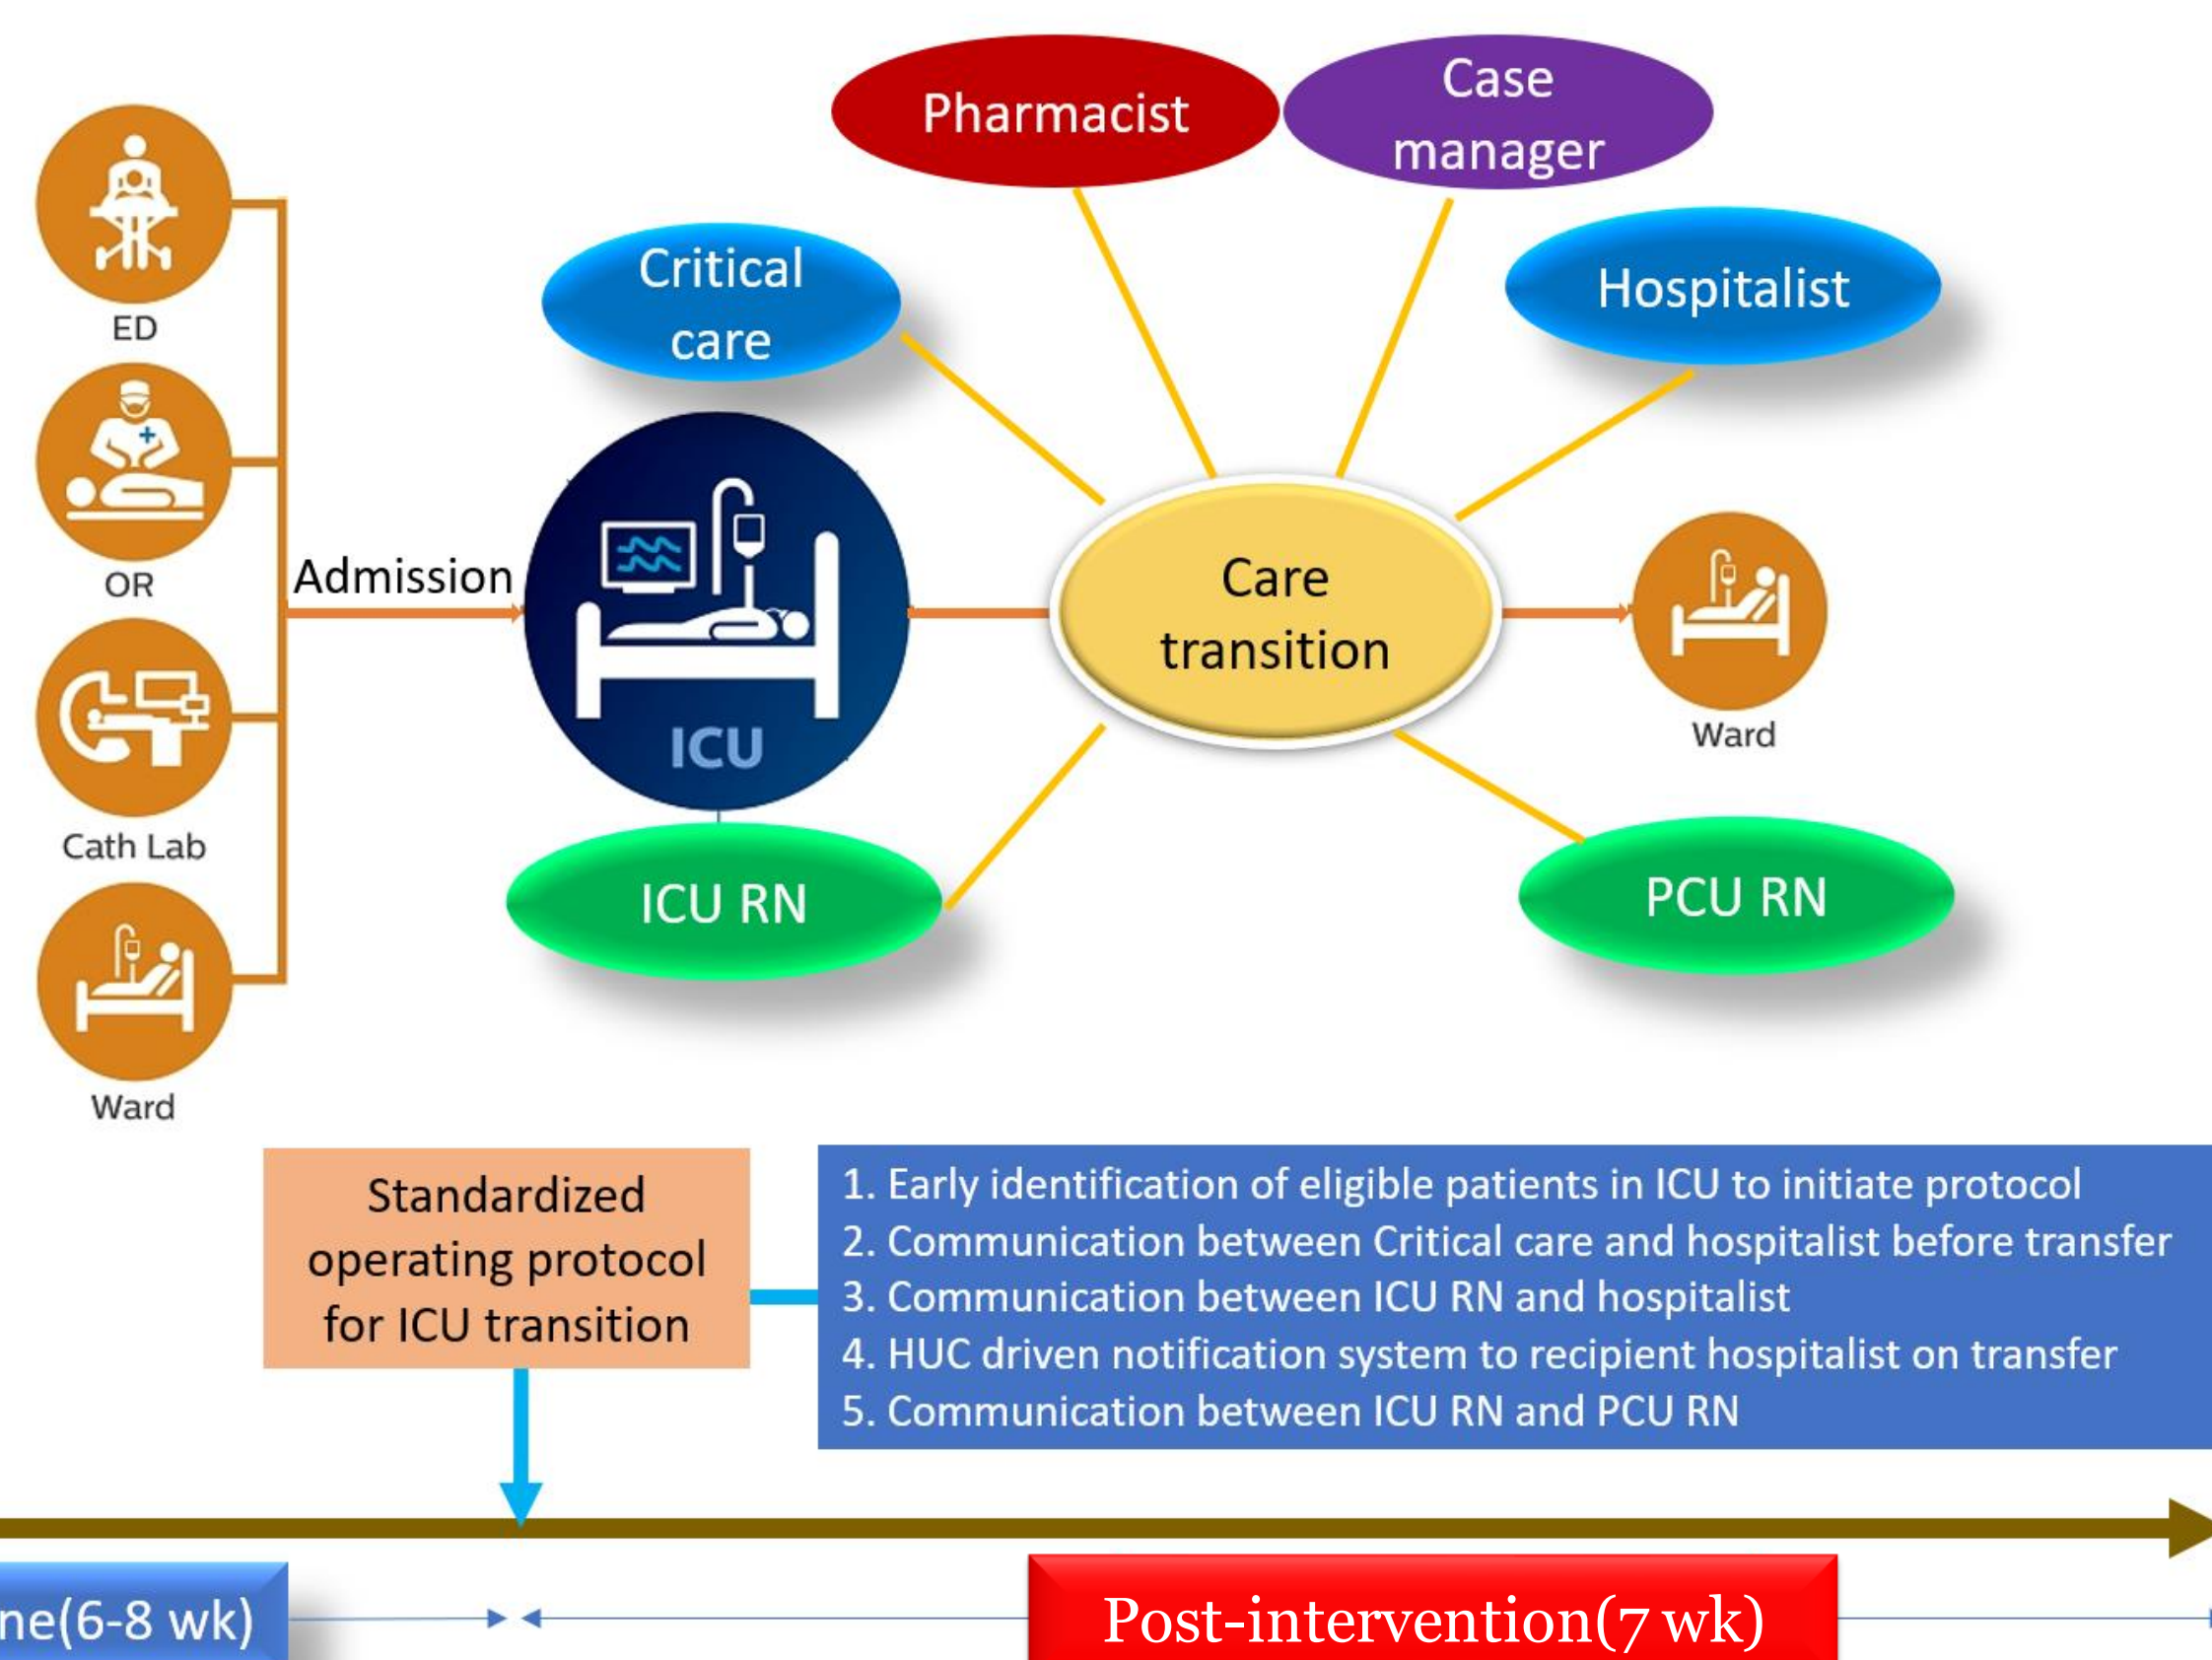 Pharmacist
Case
manager
Critical
care
Hospitalist
ED
OR
Cath Lab
Ward
Admission
ICU
Care
transition
Ward
ICU RN
PCU RN
Standardized
operating protocol
for ICU transition
1. Early identification of eligible patients in ICU to initiate protocol
2. Communication between Critical care and hospitalist before transfer
3. Communication between ICU RN and hospitalist
4. HUC driven notification system to recipient hospitalist on transfer
5. Communication between ICU RN and PCU RN
ne(6-8 wk)
Post-intervention(7 wk)